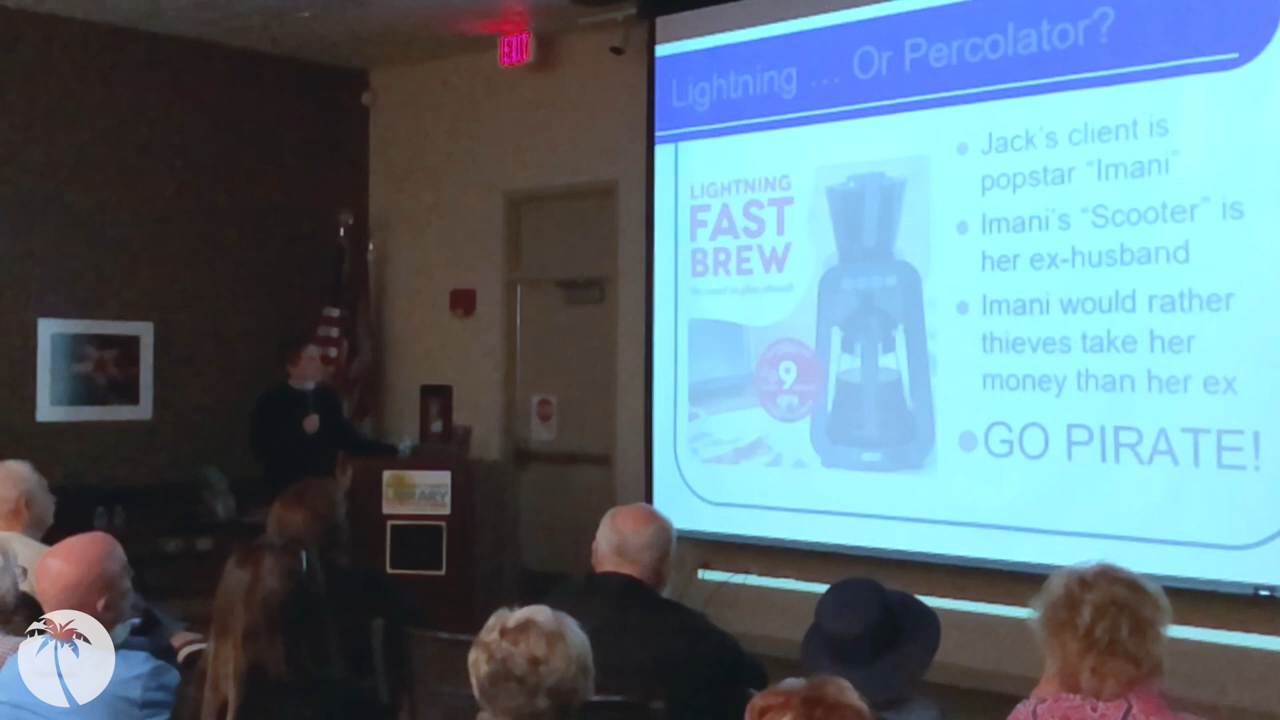 EXIT
Lightning ... Or Percolator?
LIGHTNING
FAST
BREW
9
• Jack's client is
popstar "Imani"
• Imani's "Scooter" is
her ex-husband
• Imani would rather
thieves take her
money than her ex
•GO PIRATE!
LIBRARY